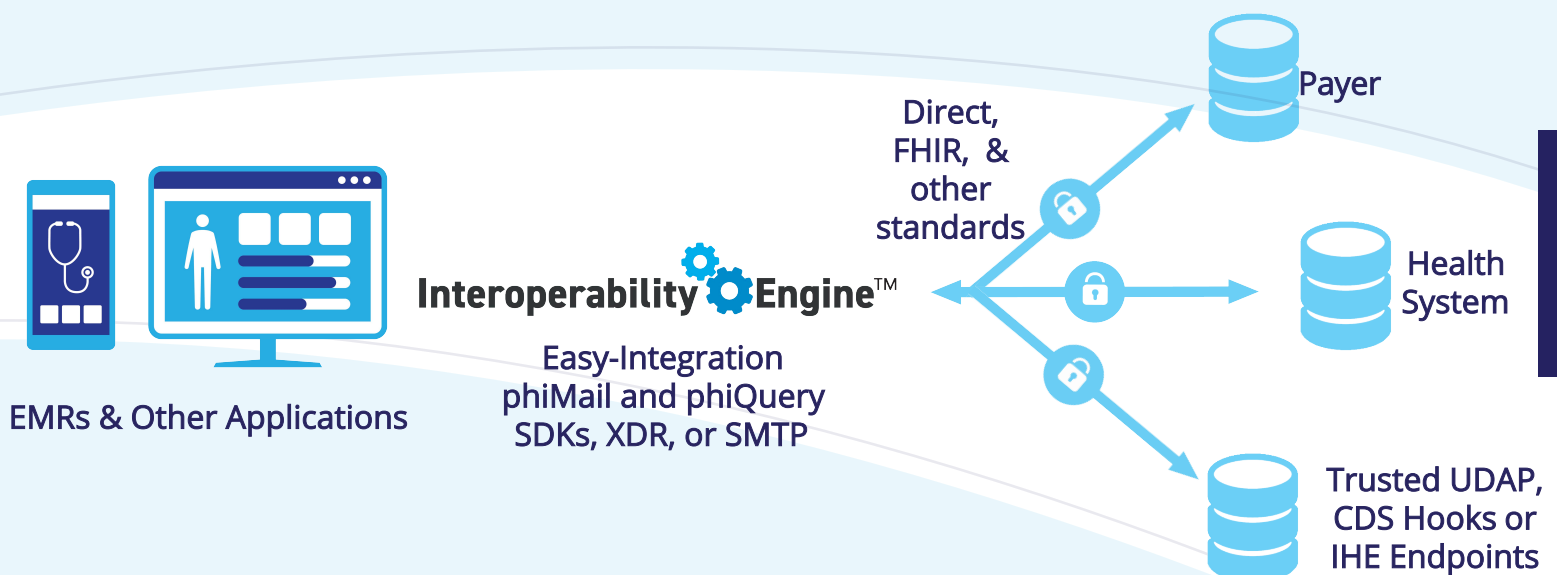 EMRs & Other Applications
Interoperability Engine™
Easy-Integration
phiMail and phiQuery
SDKs, XDR, or SMTP
Direct,
FHIR, &
other
standards
Payer
Health
System
Trusted UDAP,
CDS Hooks or
IHE Endpoints